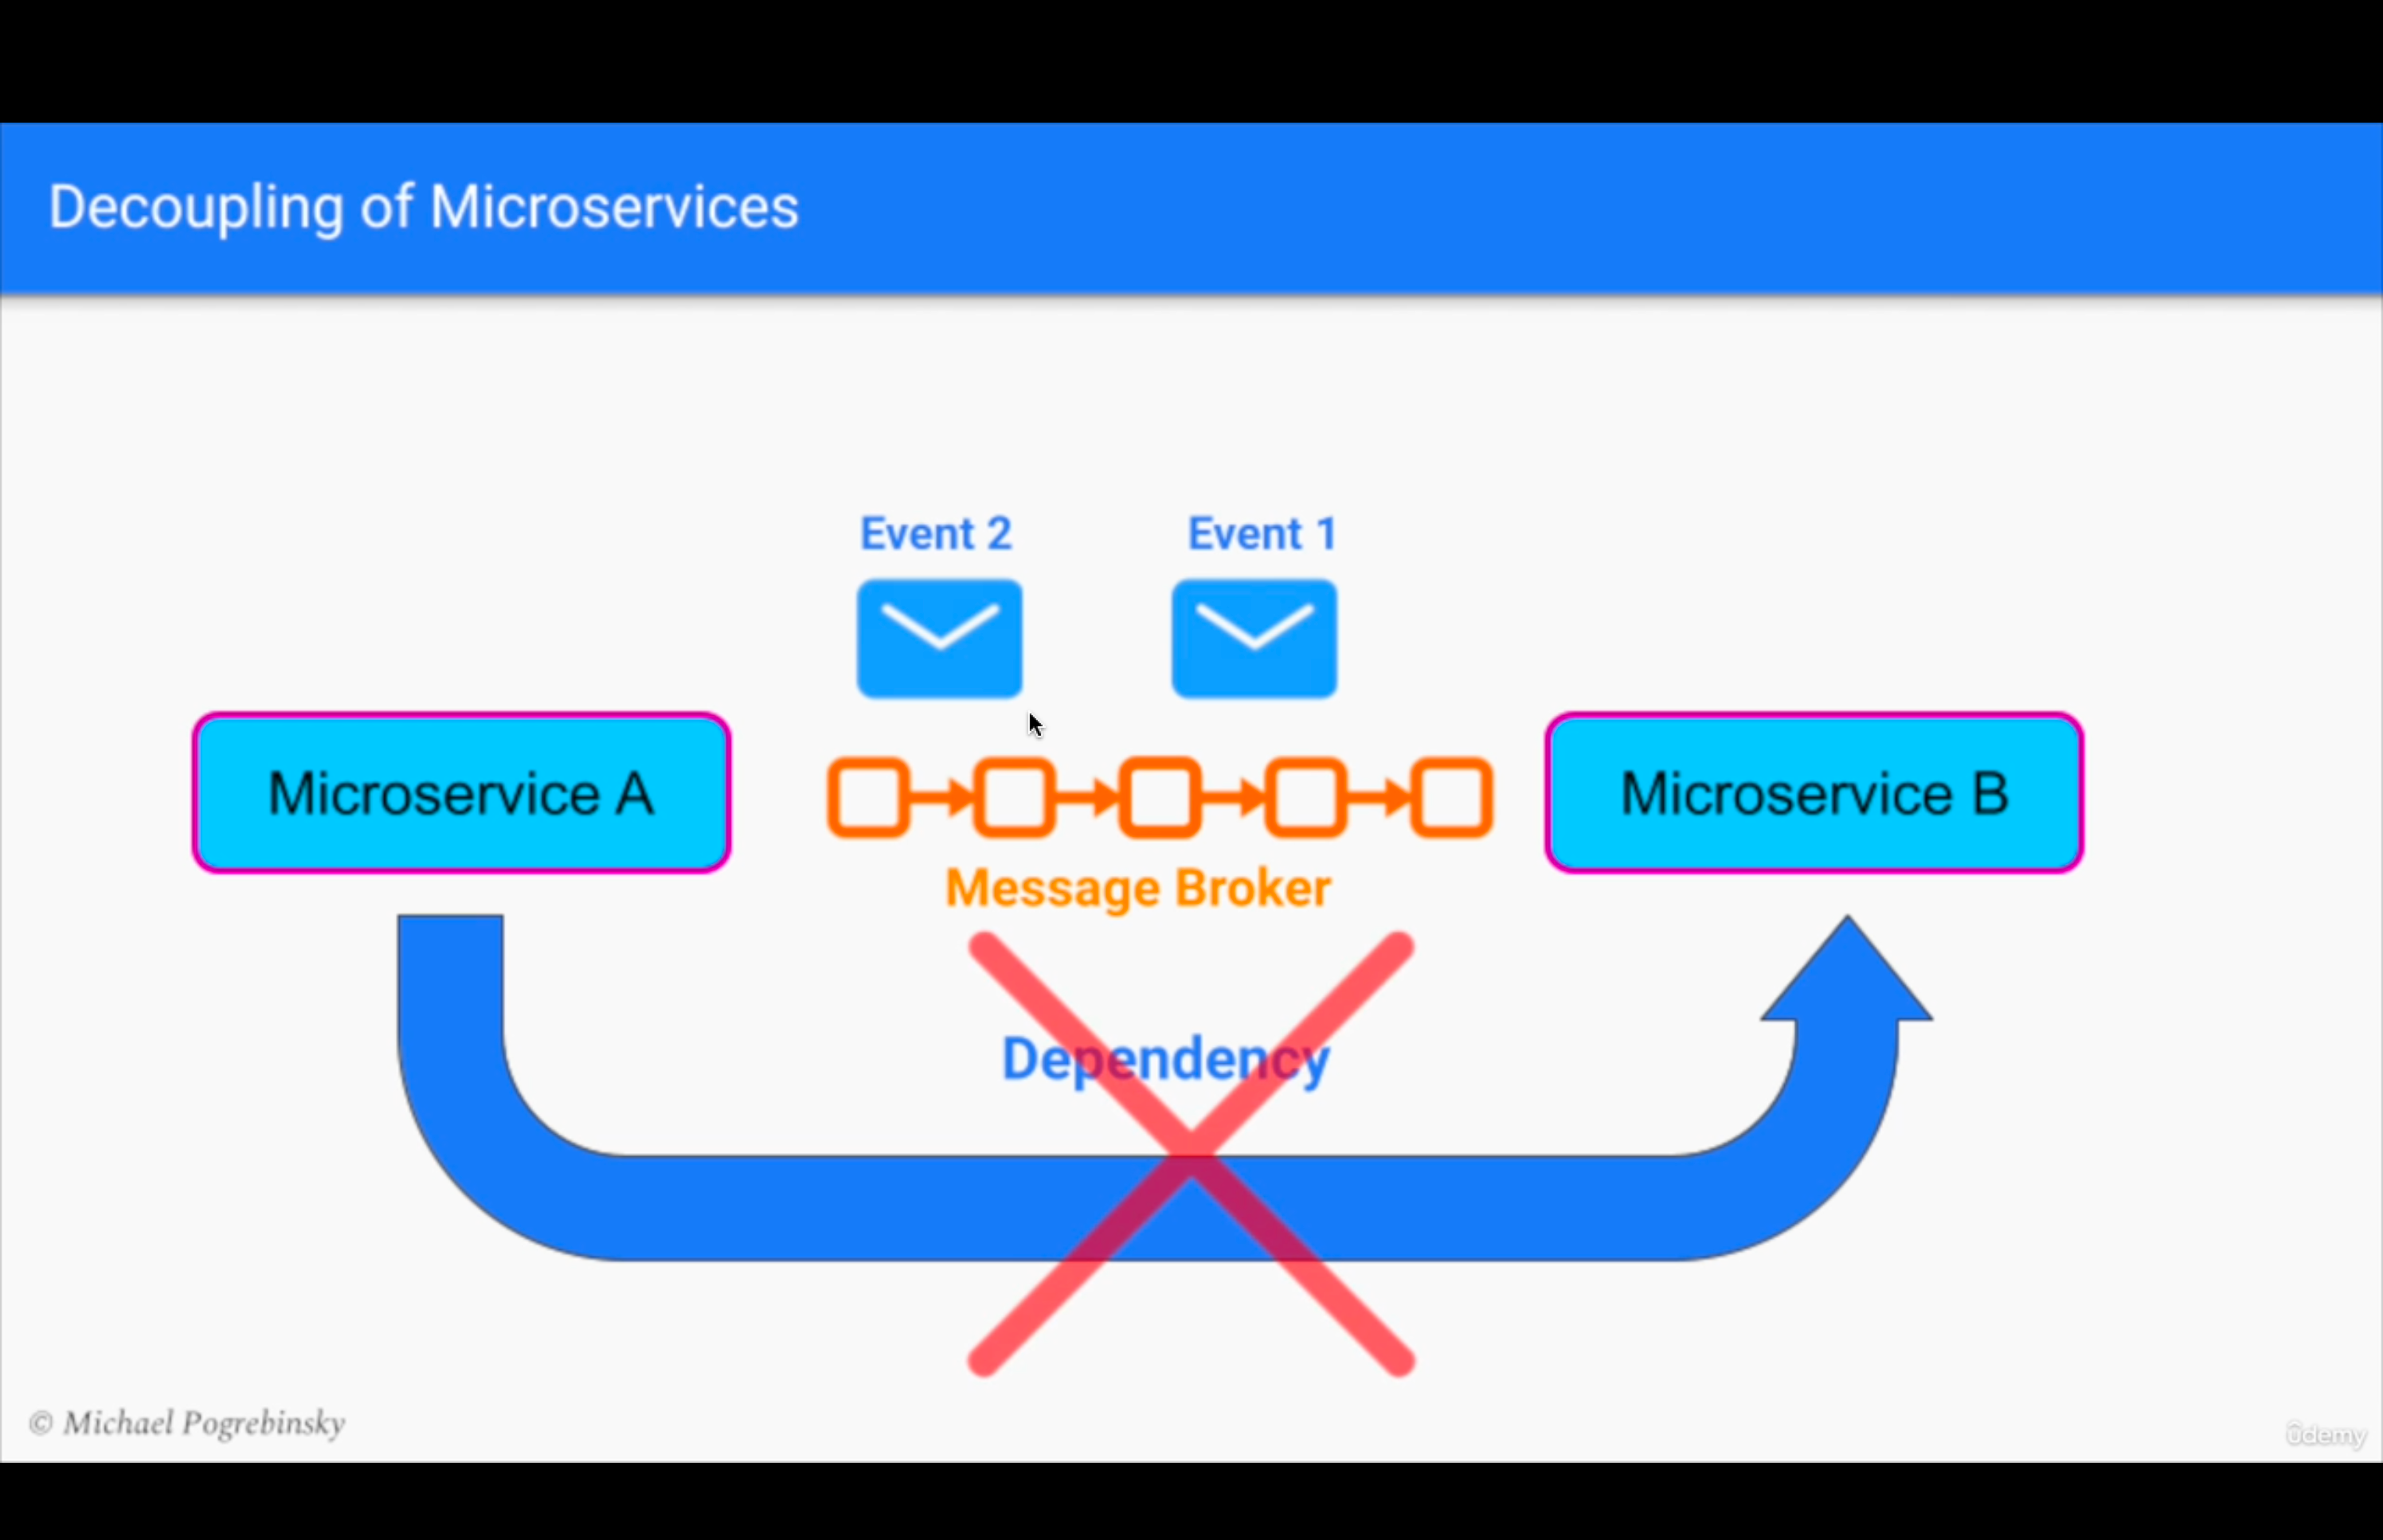 Decoupling of Microservices
Event 2
Event 1
Microservice A
Microservice B
Message Broker
Dependency
© Michael Pogrebinsky
ûdemy